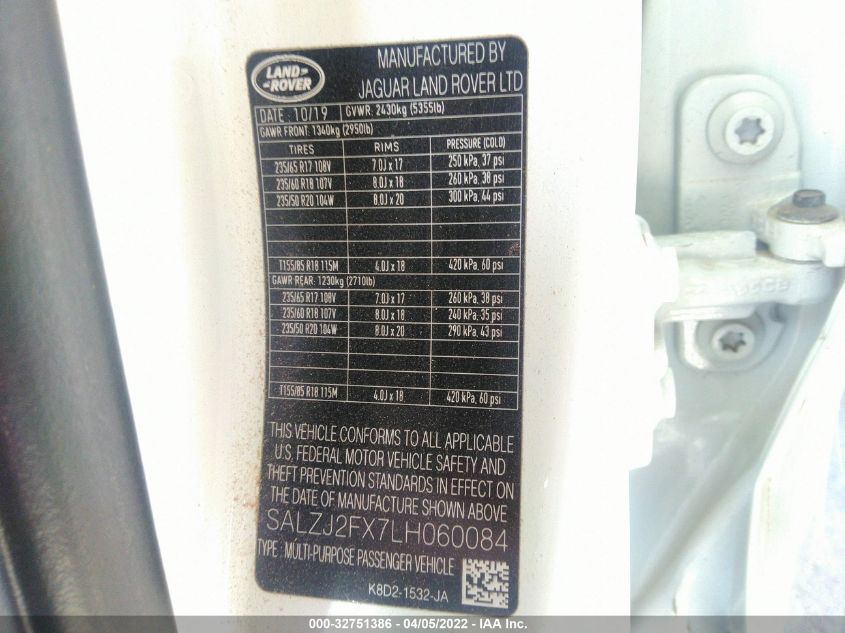 LAND
ROVER
MANUFACTURED BY
JAGUAR LAND ROVER LTD
DATE 10/19 GVWR: 2430kg (5355lb)
GAWR FRONT: 1340kg (2950lb)
TIRES RIMS PRESSURE (COLD)
235/65 R17 108V 7.0J x 17 250 kPa, 37 psi
235/60 R18 107V 8.0J x 18 260 kPa, 38 psi
235/50 R20 104W 8.0J x 20 300 kPa, 44 psi
T155/85 R18 115M 4.0J x 18 420 kPa, 60 psi
GAWR REAR: 1230kg (2710lb)
235/65 R17 108V 7.0J x 17 260 kPa, 38 psi
235/60 R18 107V 8.0J x 18 240 kPa, 35 psi
235/50 R20 104W 8.0J x 20 290 kPa, 43 psi
T155/85 R18 115M 4.0J x 18 420 kPa, 60 psi
THIS VEHICLE CONFORMS TO ALL APPLICABLE
U.S. FEDERAL MOTOR VEHICLE SAFETY AND
THEFT PREVENTION STANDARDS IN EFFECT ON
THE DATE OF MANUFACTURE SHOWN ABOVE
SALZJ2FX7LH060084
TYPE: MULTI-PURPOSE PASSENGER VEHICLE
K8D2-1532-JA
000-32751386 - 04/05/2022 - IAA Inc.